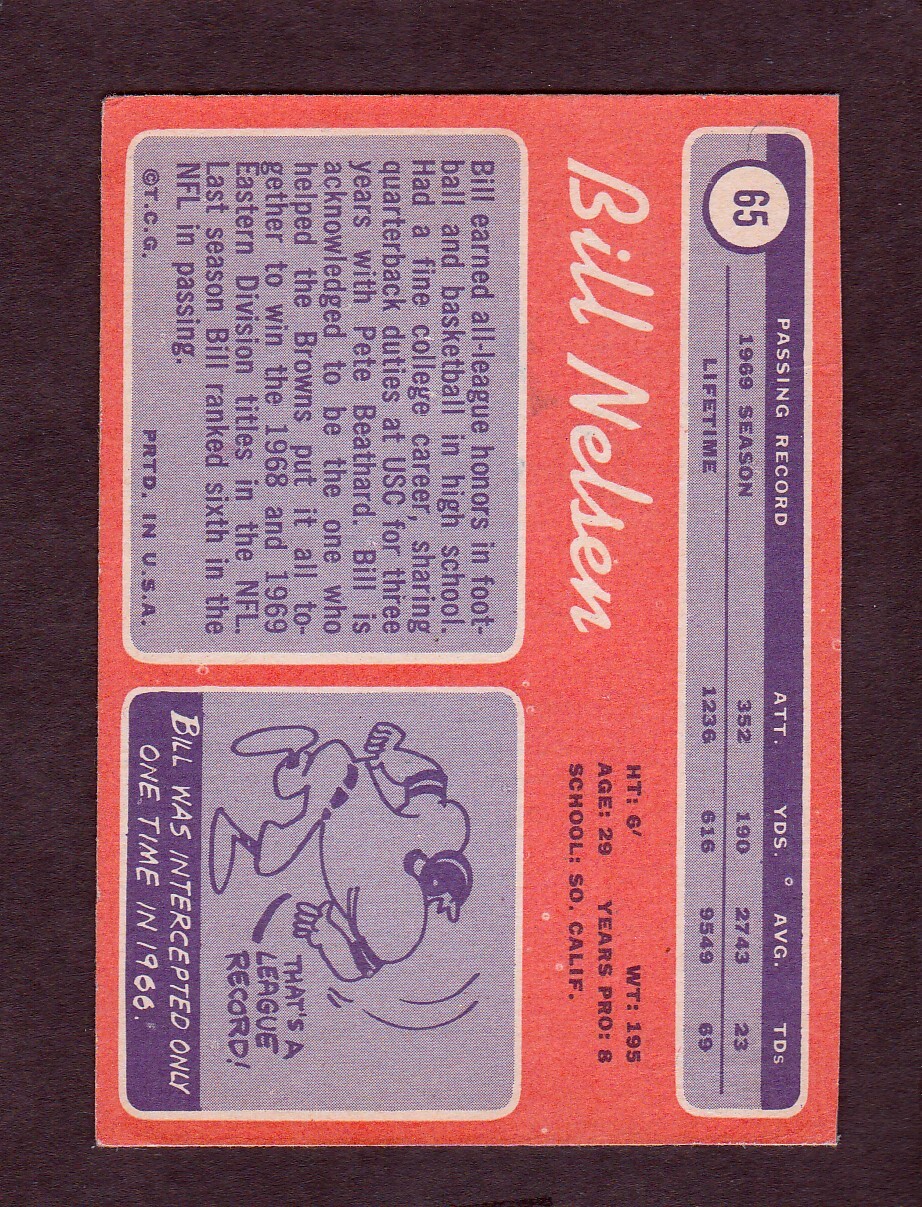 65
PASSING RECORD ATT. YDS. AVG. TDs
1969 SEASON 352 190 2743 23
LIFETIME 1236 616 9549 69
Bill Nelsen
HT: 6' WT: 195
AGE: 29 YEARS PRO: 8
SCHOOL: SO. CALIF.
Bill earned all-league honors in foot-
ball and basketball in high school.
Had a fine college career, sharing
quarterback duties at USC for three
years with Pete Beathard. Bill is
acknowledged to be the one who
helped the Browns put it all to-
gether to win the 1968 and 1969
Eastern Division titles in the NFL.
Last season Bill ranked sixth in the
NFL in passing.
©T.C.G. PRTD. IN U.S.A.
THAT'S A
LEAGUE
RECORD!
BILL WAS INTERCEPTED ONLY
ONE TIME IN 1966.